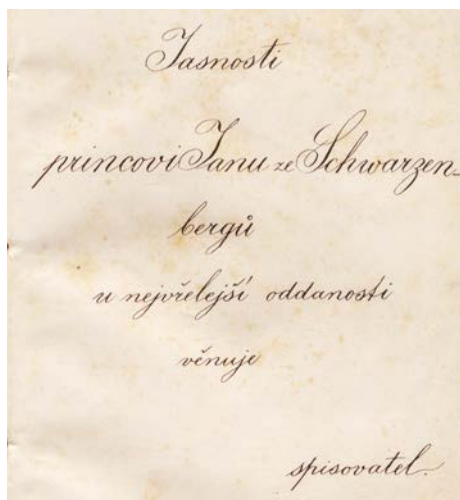 Jasnosti
princovi Janu ze Schwarzen-
bergů
u nejvřelejší oddanosti
věnuje
spisovatel.